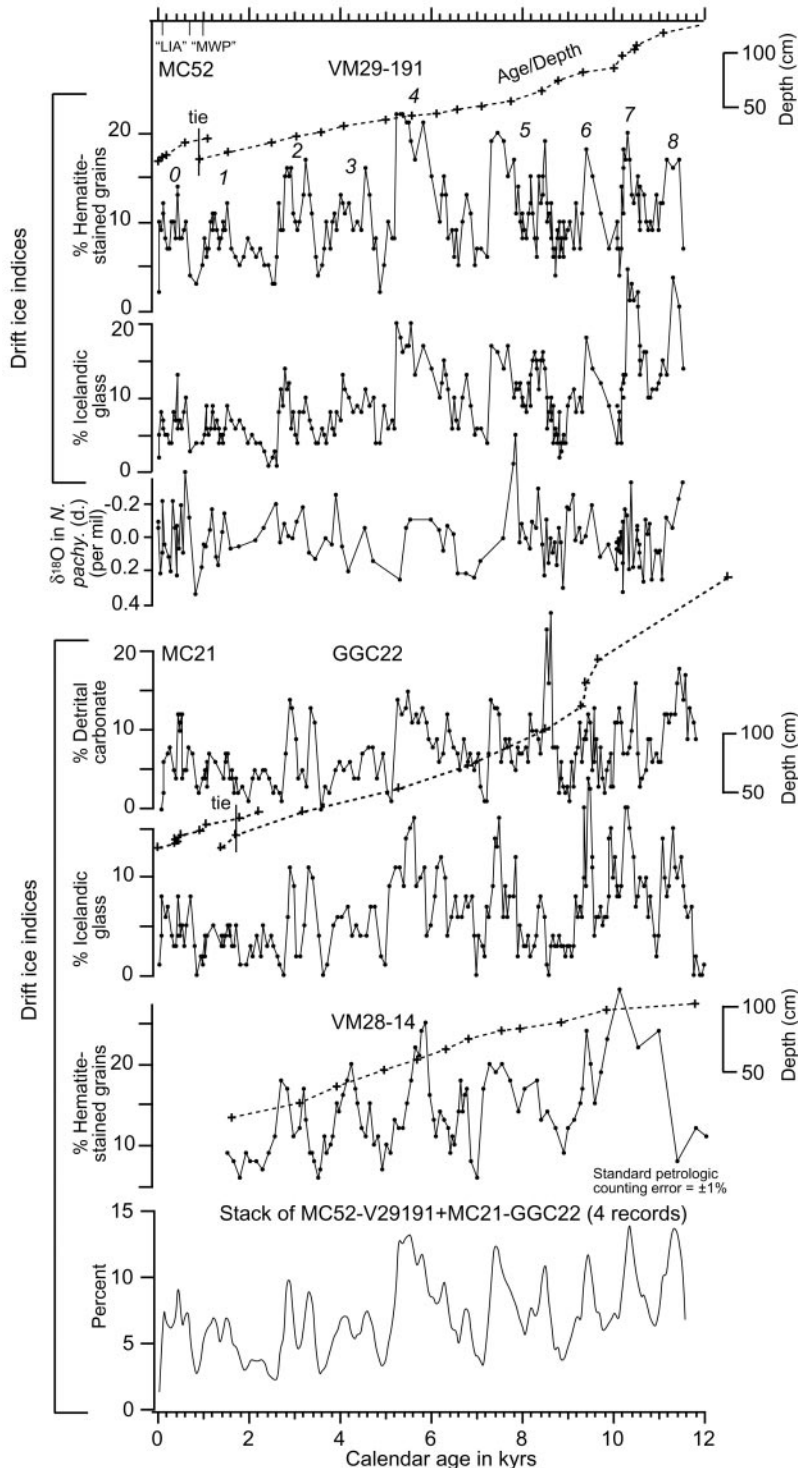 "LIA" "MWP"
MC52
VM29-191
Age/Depth
100
50
Depth (cm)
tie
0
1
2
3
4
5
6
7
8
Drift ice indices
% Hematite-
stained grains
20
10
0
% Icelandic
glass
20
10
0
δ18O in N.
pachy. (d.)
(per mil)
-0.2
0.0
0.2
0.4
MC21
GGC22
Drift ice indices
% Detrital
carbonate
20
10
0
100
50
Depth (cm)
tie
% Icelandic
glass
10
0
VM28-14
100
50
Depth (cm)
% Hematite-
stained grains
20
10
Standard petrologic
counting error = ±1%
Stack of MC52-V29191+MC21-GGC22 (4 records)
Percent
15
10
5
0
0 2 4 6 8 10 12
Calendar age in kyrs